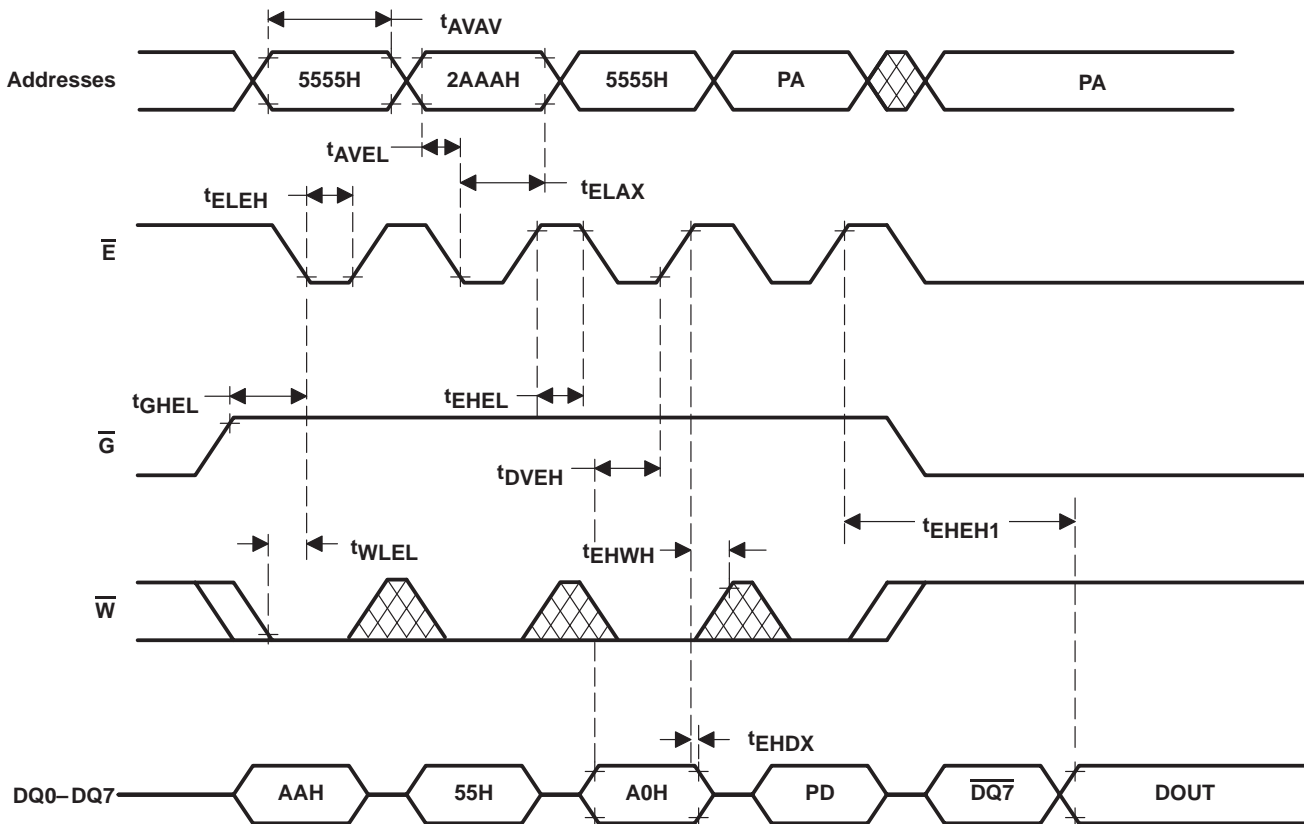 tAVAV
Addresses 5555H 2AAAH 5555H PA PA
tAVEL
tELEH tELAX
E̅
tGHEL tEHEL
G̅
tDVEH
tEHEH1
tWLEL tEHWH
W̅
tEHDX
DQ0–DQ7 AAH 55H A0H PD D̅Q̅7̅ DOUT